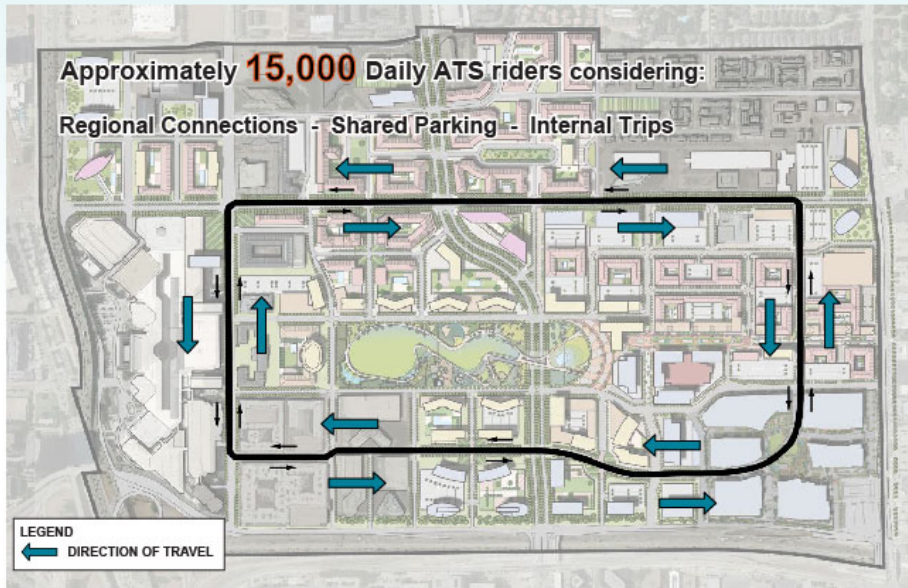 Approximately 15,000 Daily ATS riders considering:
Regional Connections - Shared Parking - Internal Trips
LEGEND
DIRECTION OF TRAVEL